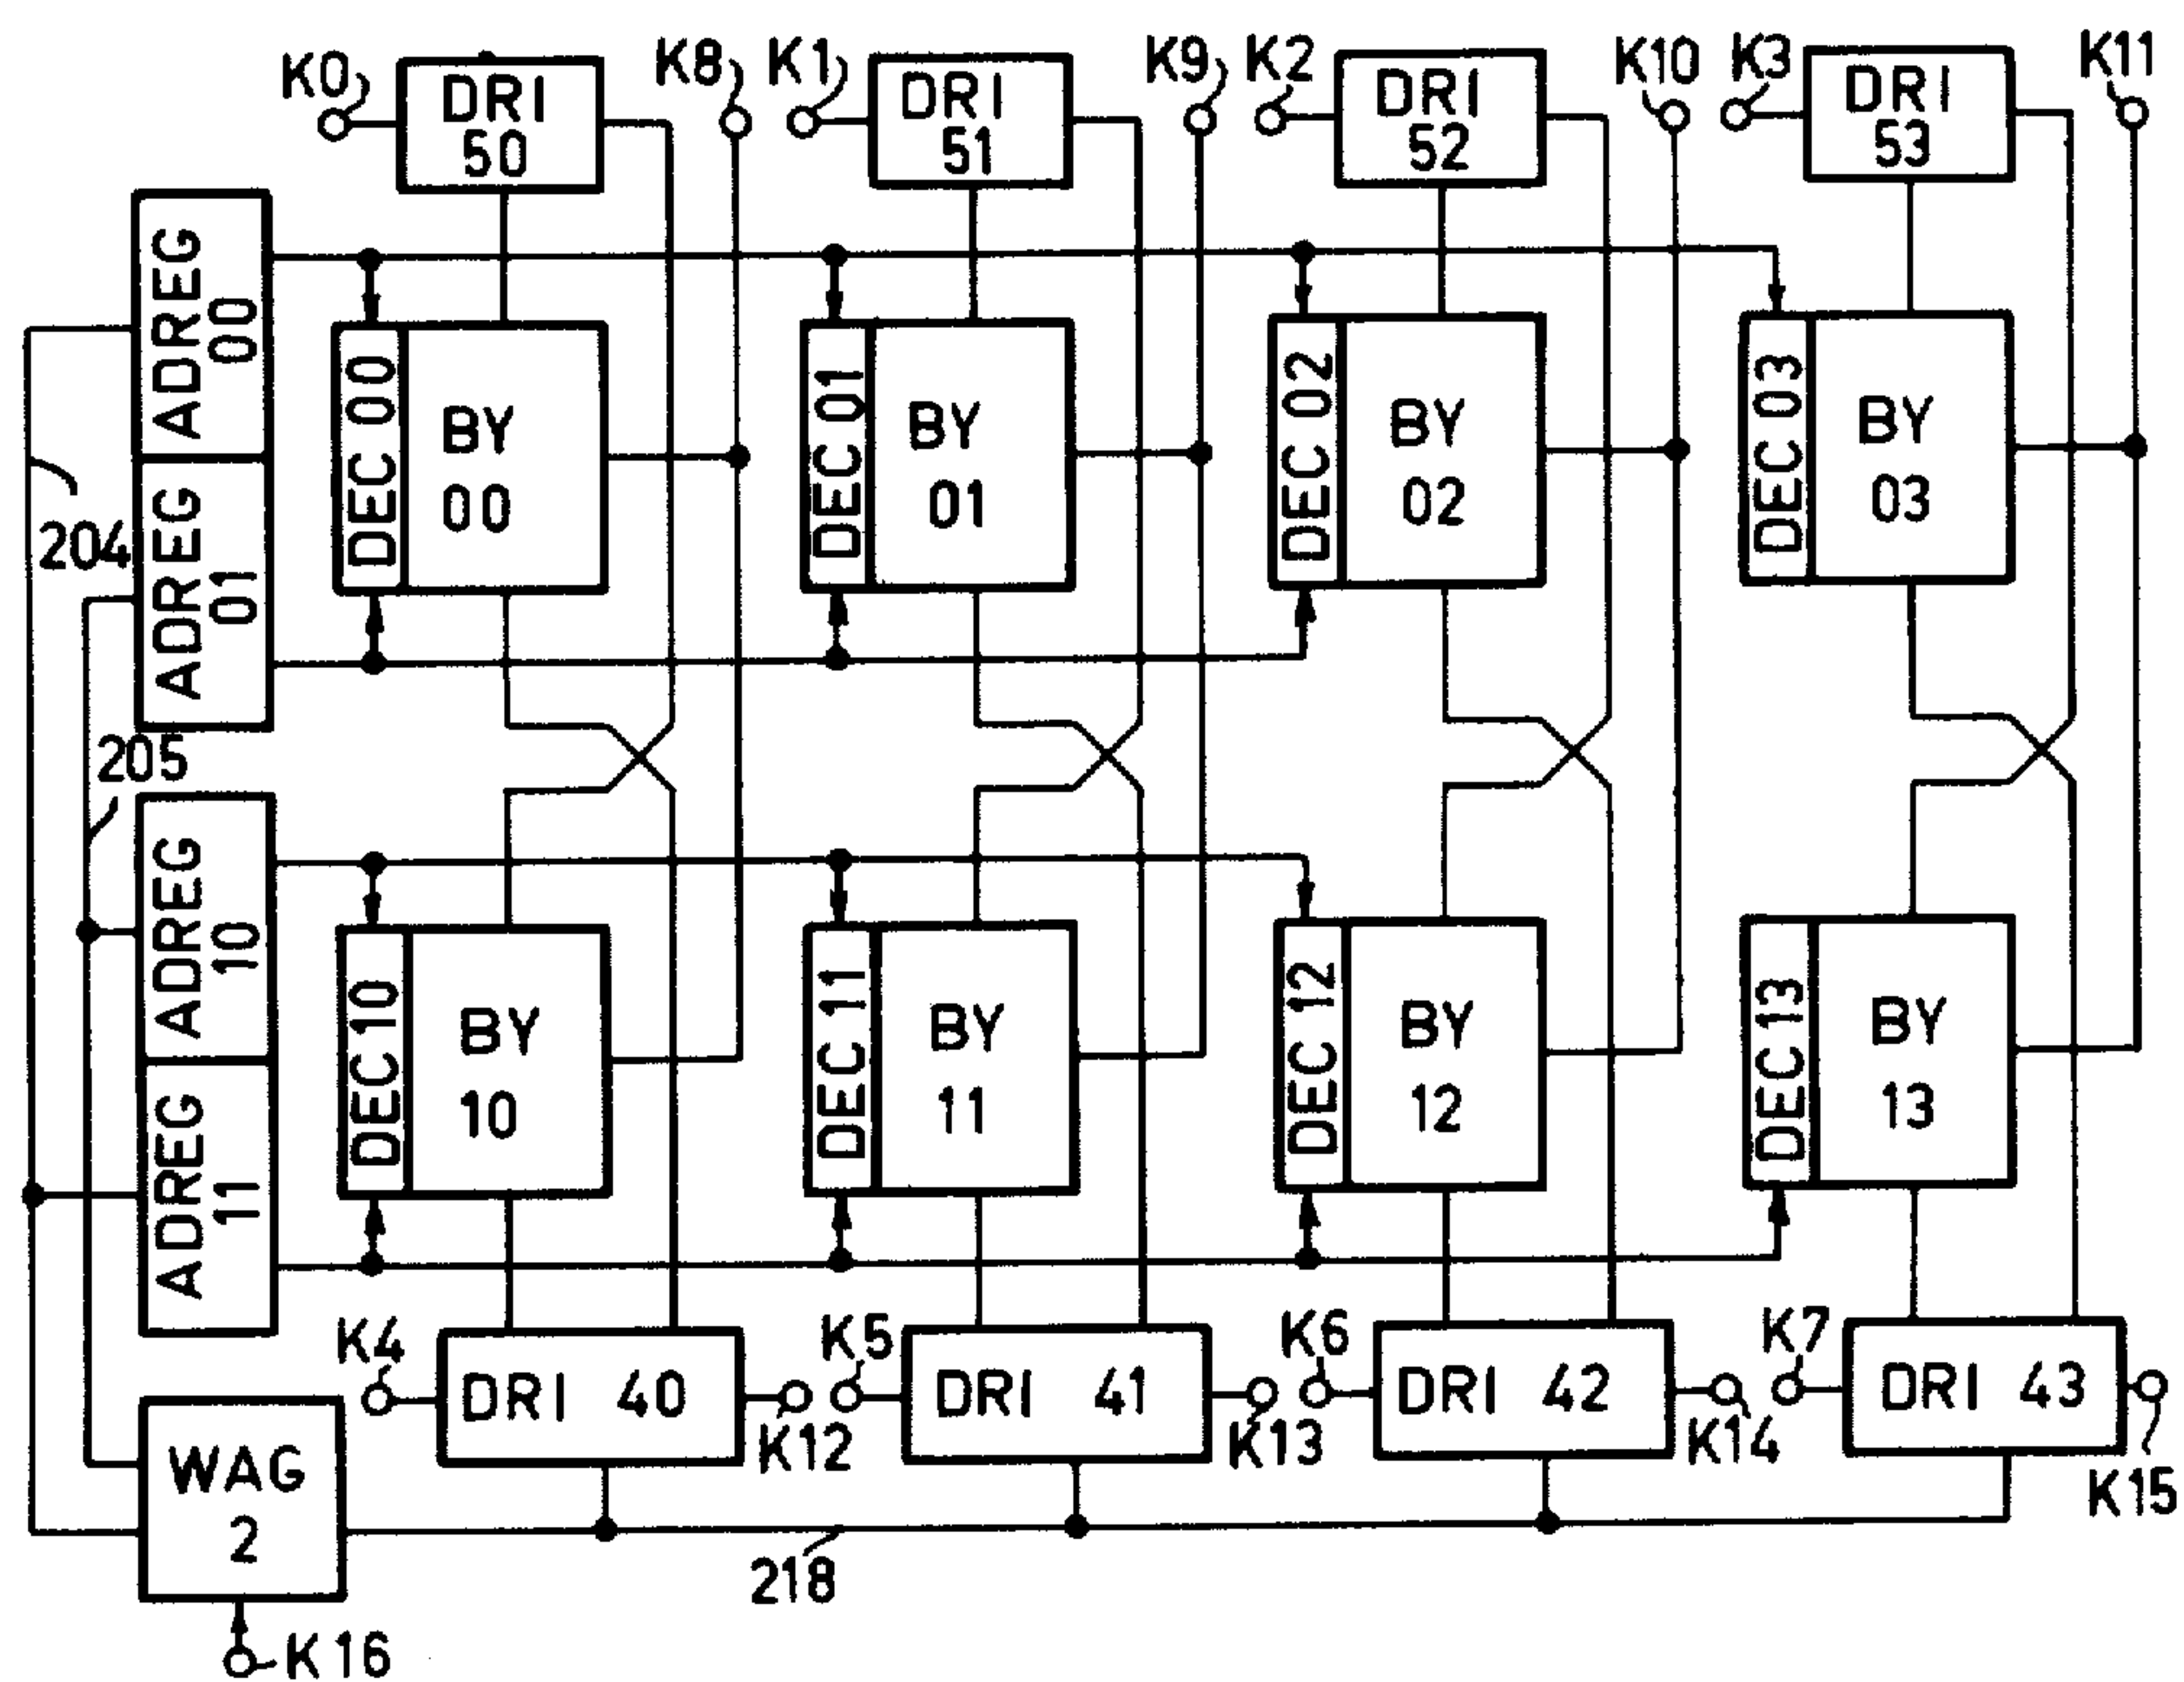 K0
DRI
50
K8
K1
DRI
51
K9
K2
DRI
52
K10
K3
DRI
53
K11
ADREG
00
ADREG
01
DEC 00
BY
00
DEC 01
BY
01
DEC 02
BY
02
DEC 03
BY
03
204
205
ADREG
10
ADREG
11
DEC 10
BY
10
DEC 11
BY
11
DEC 12
BY
12
DEC 13
BY
13
K4
DRI 40
K12
K5
DRI 41
K13
K6
DRI 42
K14
K7
DRI 43
K15
WAG
2
218
K16